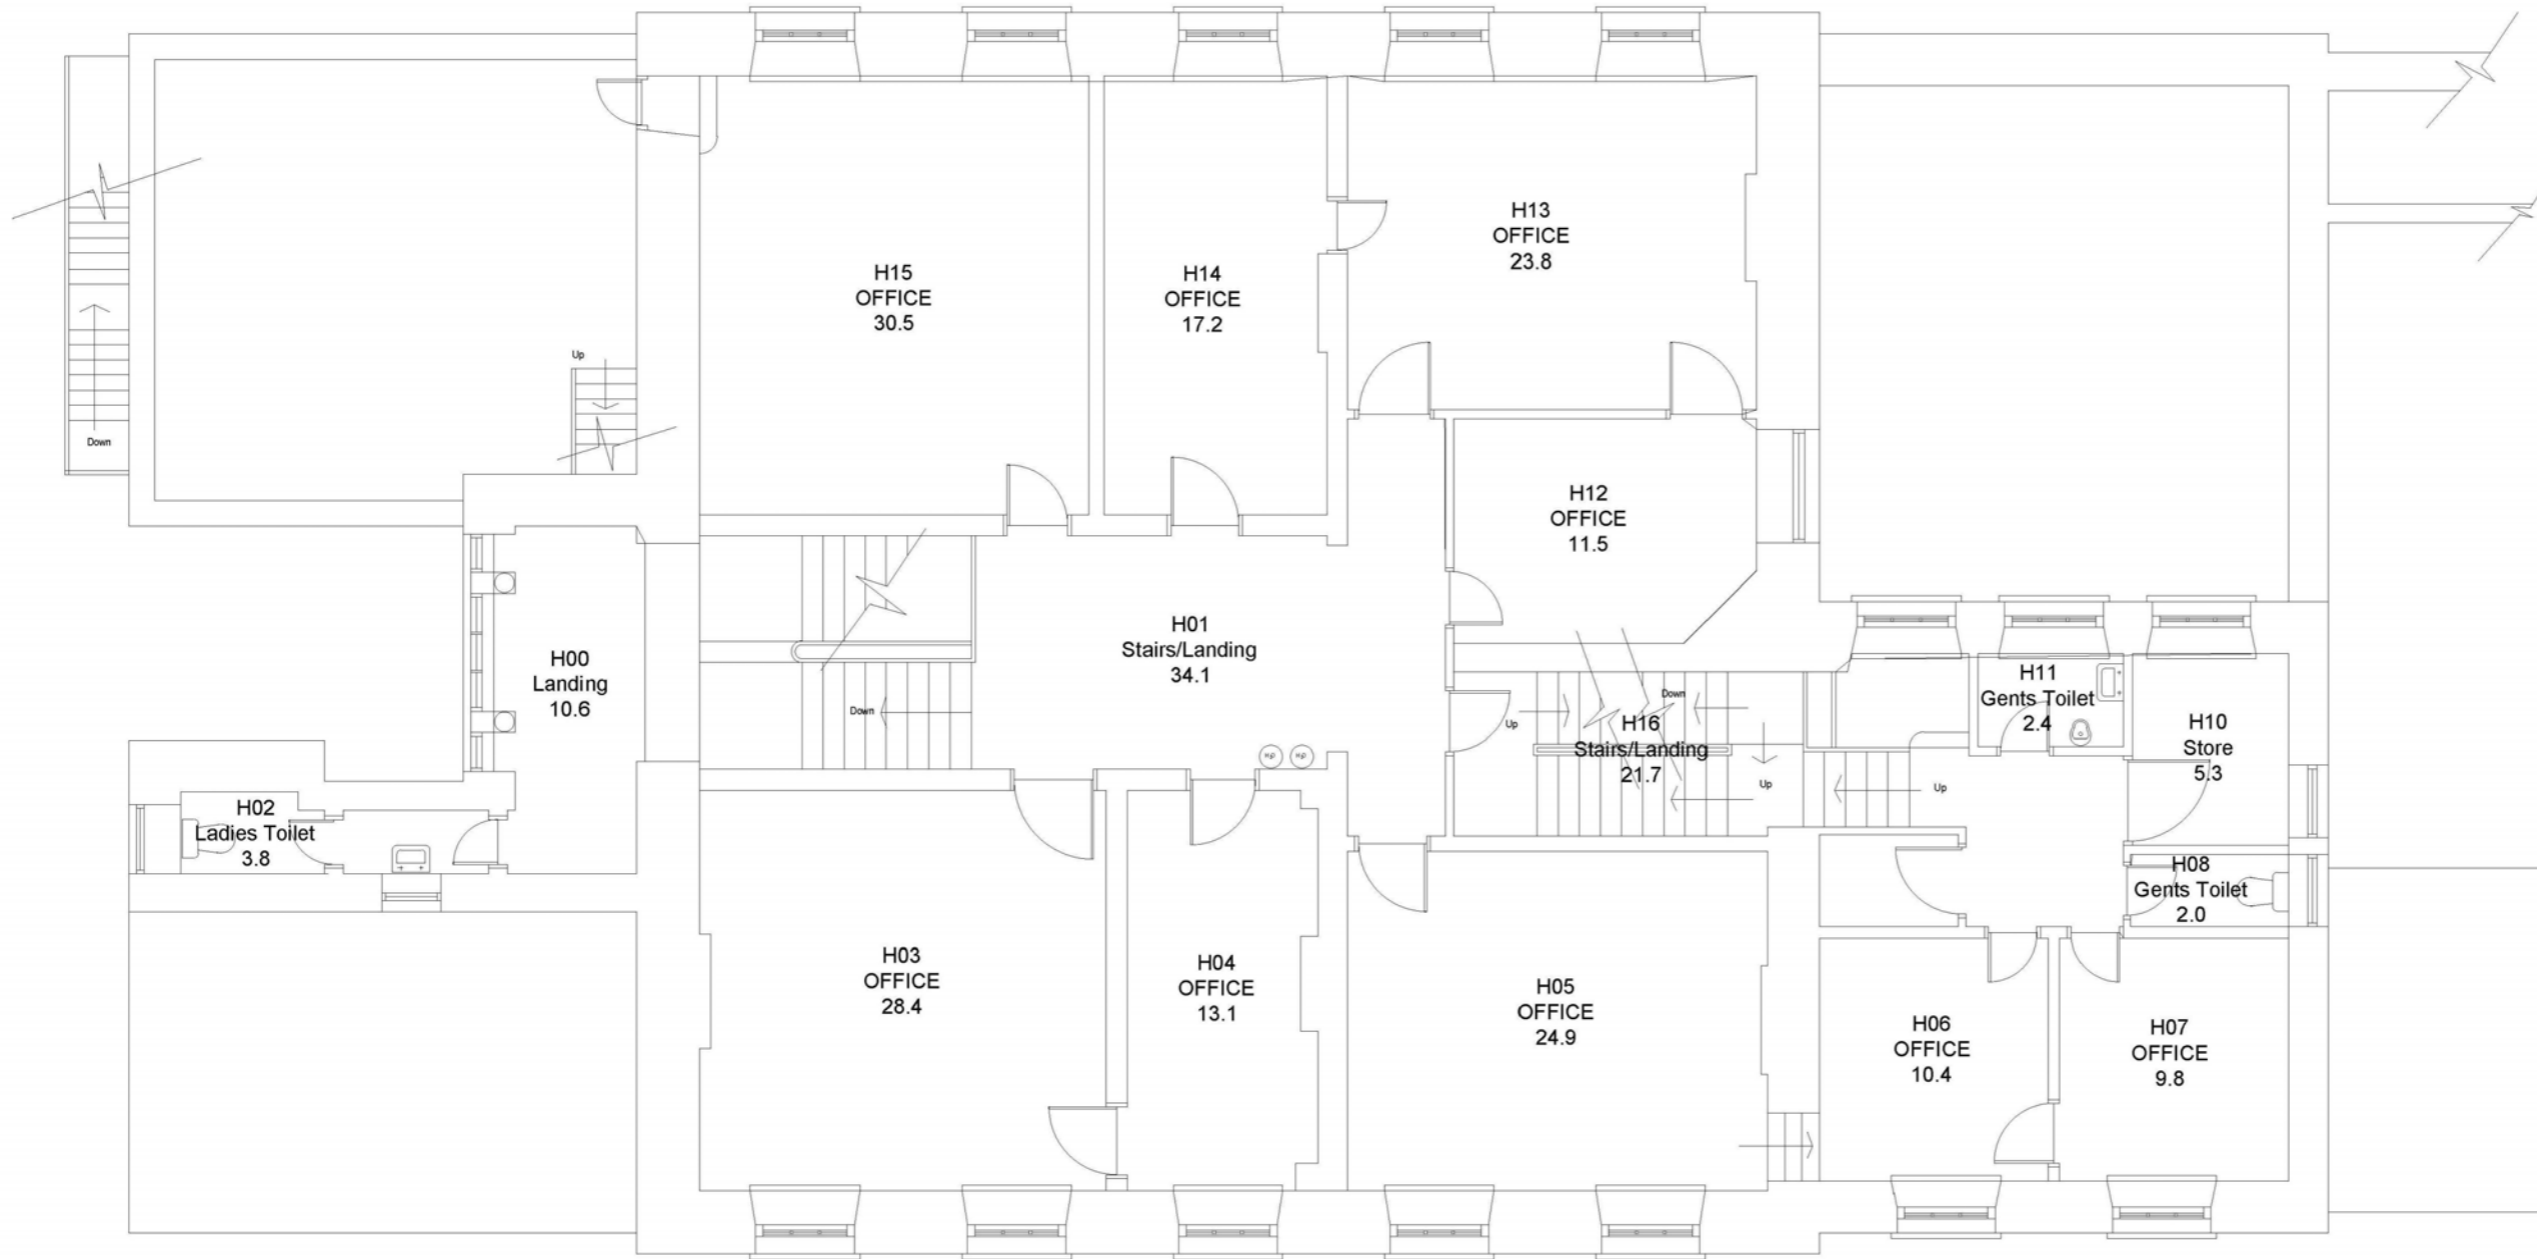 H15
OFFICE
30.5
H14
OFFICE
17.2
H13
OFFICE
23.8
Up
Down
H12
OFFICE
11.5
H00
Landing
10.6
H01
Stairs/Landing
34.1
Down
Up
Down
H16
Stairs/Landing
21.7
Up
Up
H11
Gents Toilet
2.4
H10
Store
5.3
H02
Ladies Toilet
3.8
H08
Gents Toilet
2.0
H03
OFFICE
28.4
H04
OFFICE
13.1
H05
OFFICE
24.9
H06
OFFICE
10.4
H07
OFFICE
9.8